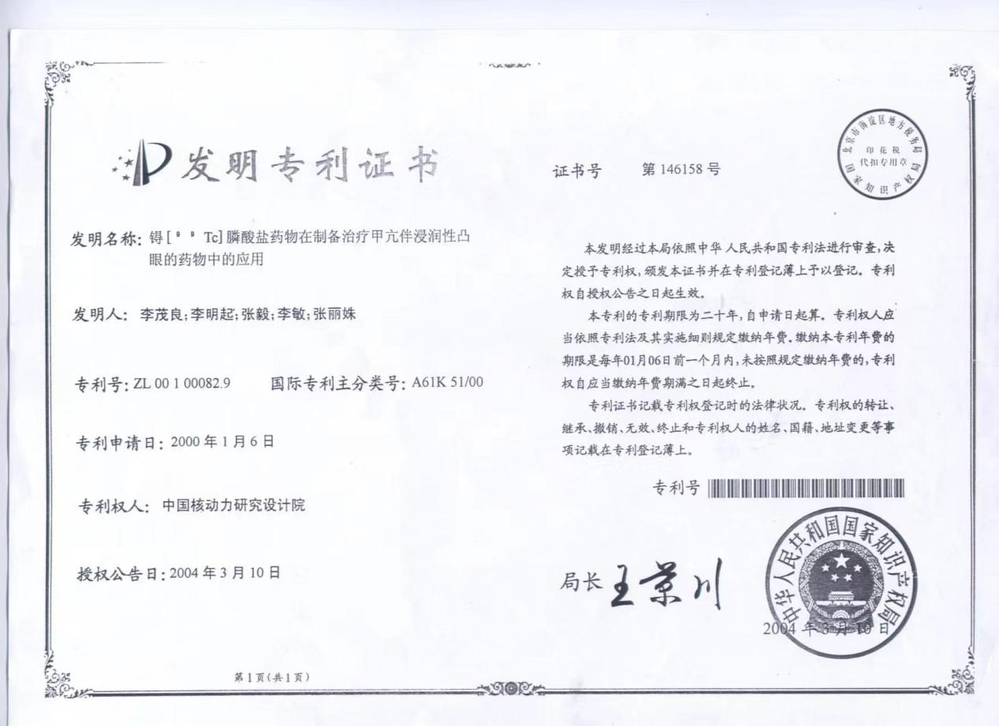 发明专利证书
发明名称: 锝[⁹⁹Tc]膦酸盐药物在制备治疗甲亢伴浸润性凸
眼的药物中的应用
发明人: 李茂良;李明起;张毅;李敏;张丽姝
专利号: ZL 00 1 00082.9 国际专利主分类号: A61K 51/00
专利申请日: 2000 年 1 月 6 日
专利权人: 中国核动力研究设计院
授权公告日: 2004 年 3 月 10 日
第 1 页(共 1 页)
证书号 第 146158 号
北京市海淀区地方税务局
印花税
代扣专用章
国家知识产权局
本发明经过本局依照中华人民共和国专利法进行审查,决
定授予专利权,颁发本证书并在专利登记薄上予以登记。专利
权自授权公告之日起生效。
本专利的专利期限为二十年,自申请日起算。专利权人应
当依照专利法及其实施细则规定缴纳年费。缴纳本专利年费的
期限是每年01月06日前一个月内,未按照规定缴纳年费的,专利
权自应当缴纳年费期满之日起终止。
专利证书记载专利权登记时的法律状况。专利权的转让、
继承、撤销、无效、终止和专利权人的姓名、国籍、地址变更等事
项记载在专利登记薄上。
专利号
局长 王景川
中华人民共和国国家知识产权局
2004 年 3 月 10 日